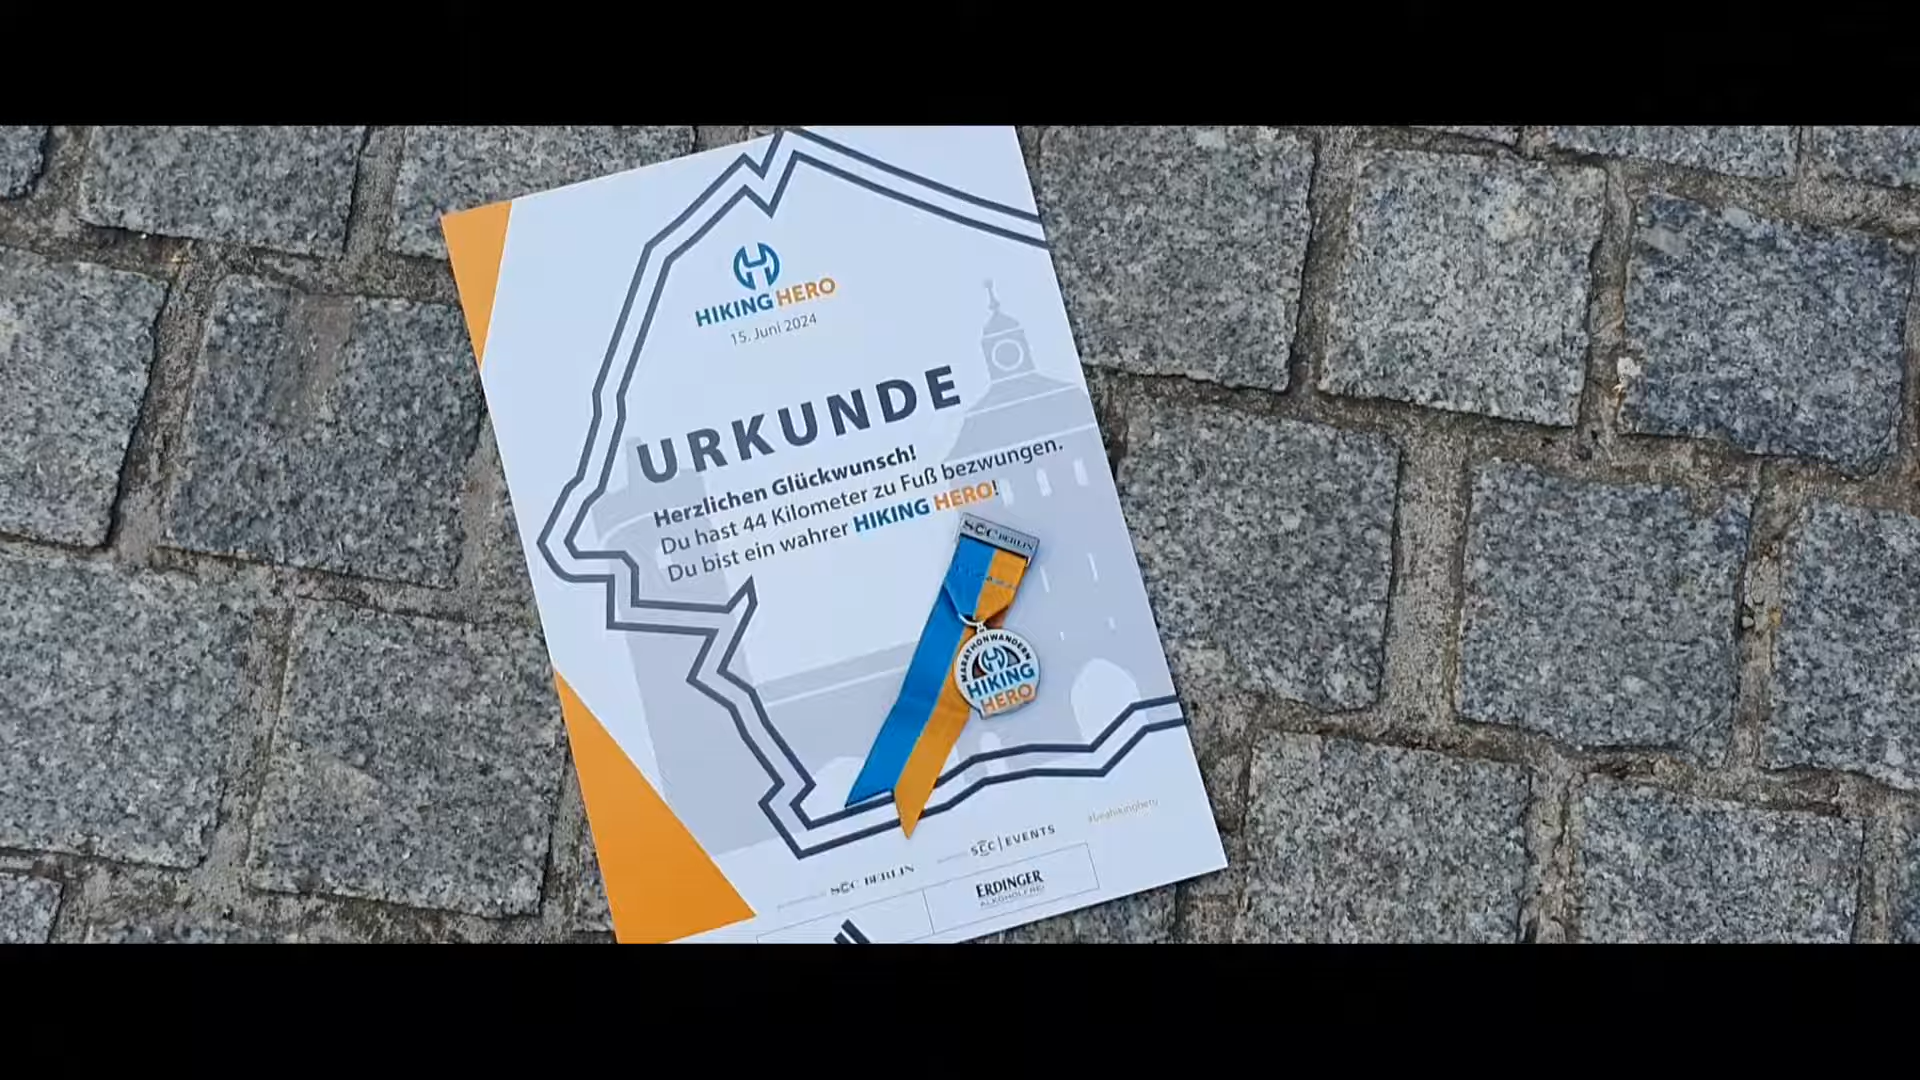 HIKING HERO
15. Juni 2024
URKUNDE
Herzlichen Glückwunsch!
Du hast 44 Kilometer zu Fuß bezwungen.
Du bist ein wahrer HIKING HERO!
SCC BERLIN
MARATHONWANDERN
HIKING
HERO
#beahikinghero
SCC EVENTS
SCC BERLIN
ERDINGER
ALKOHOLFREI